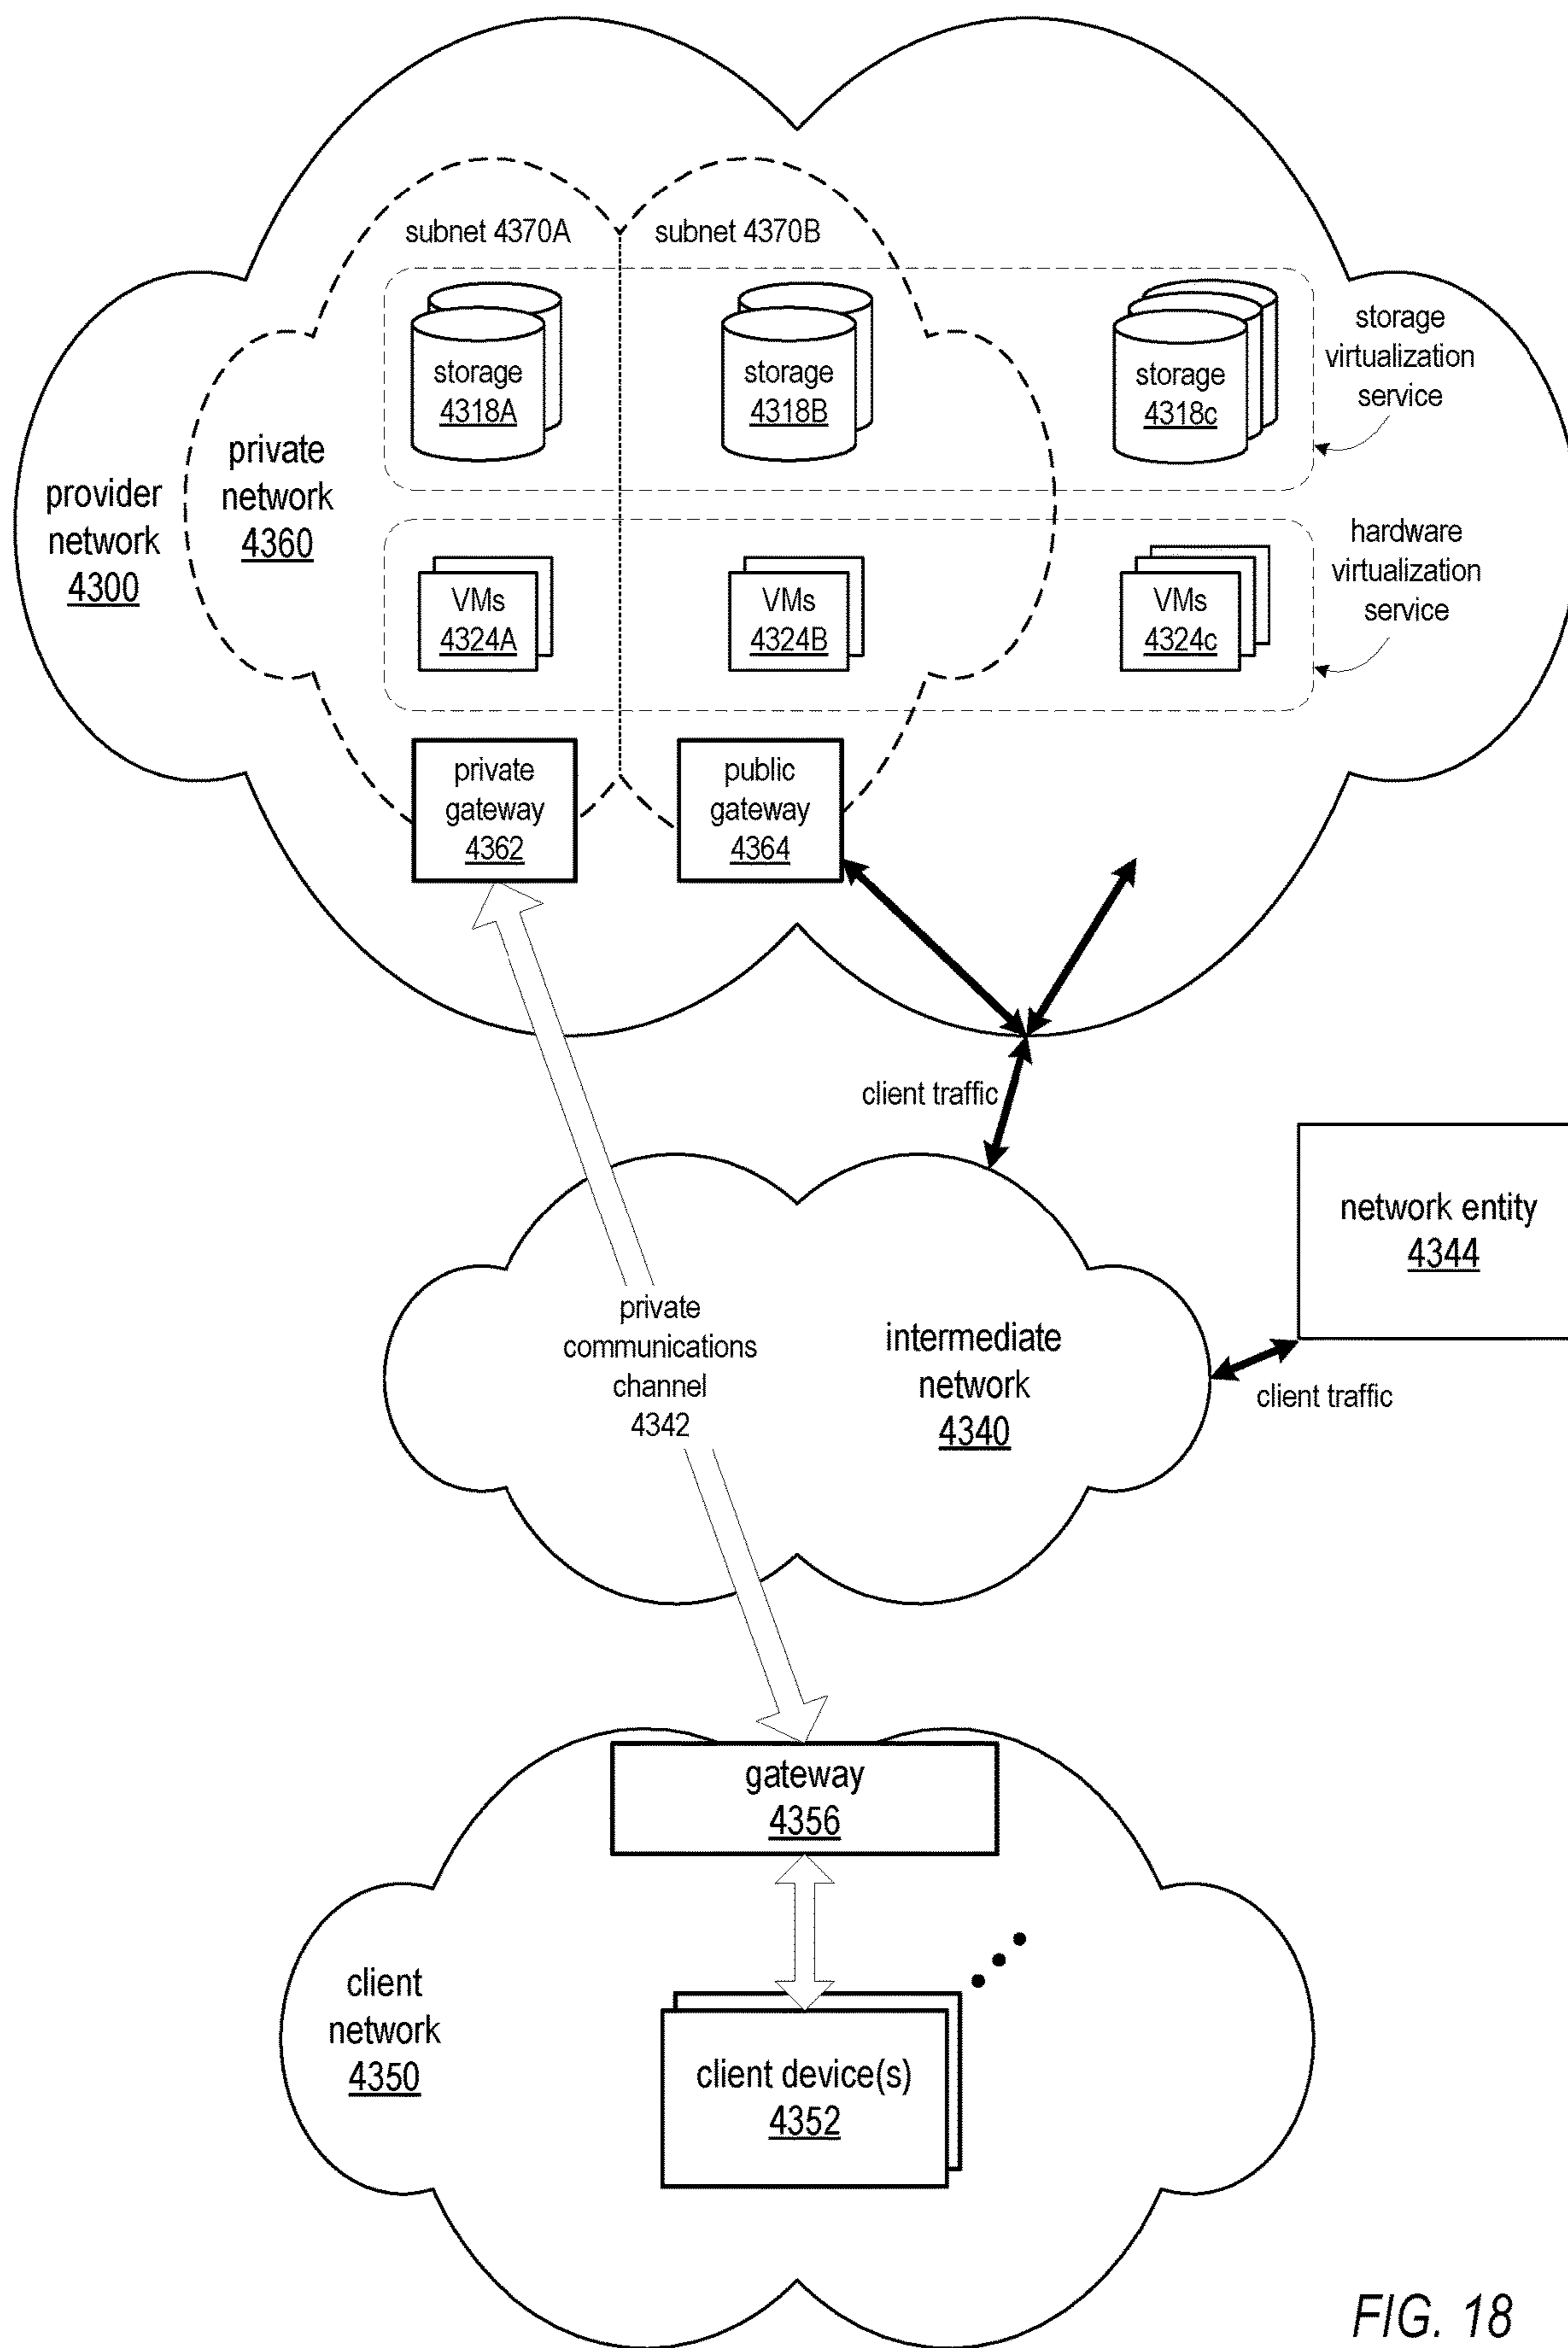 subnet 4370A
subnet 4370B
storage
4318A
storage
4318B
storage
4318c
storage
virtualization
service
provider
network
4300
private
network
4360
VMs
4324A
VMs
4324B
VMs
4324c
hardware
virtualization
service
private
gateway
4362
public
gateway
4364
client traffic
network entity
4344
client traffic
private
communications
channel
4342
intermediate
network
4340
gateway
4356
client
network
4350
client device(s)
4352
FIG. 18